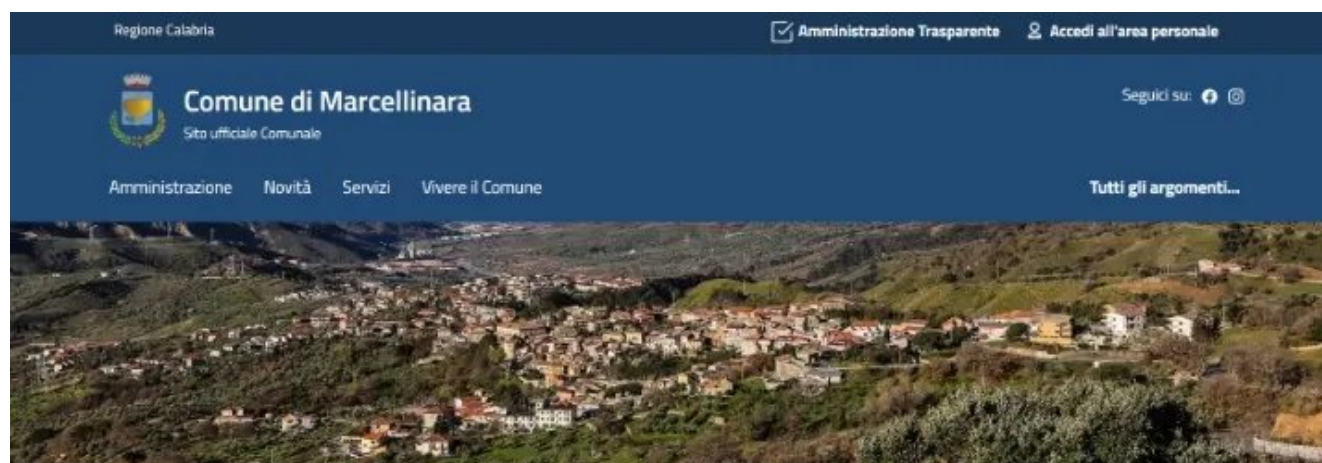 Regione Calabria
Amministrazione Trasparente
Accedi all'area personale
Comune di Marcellinara
Sito ufficiale Comunale
Seguici su:
Amministrazione Novità Servizi Vivere il Comune
Tutti gli argomenti...